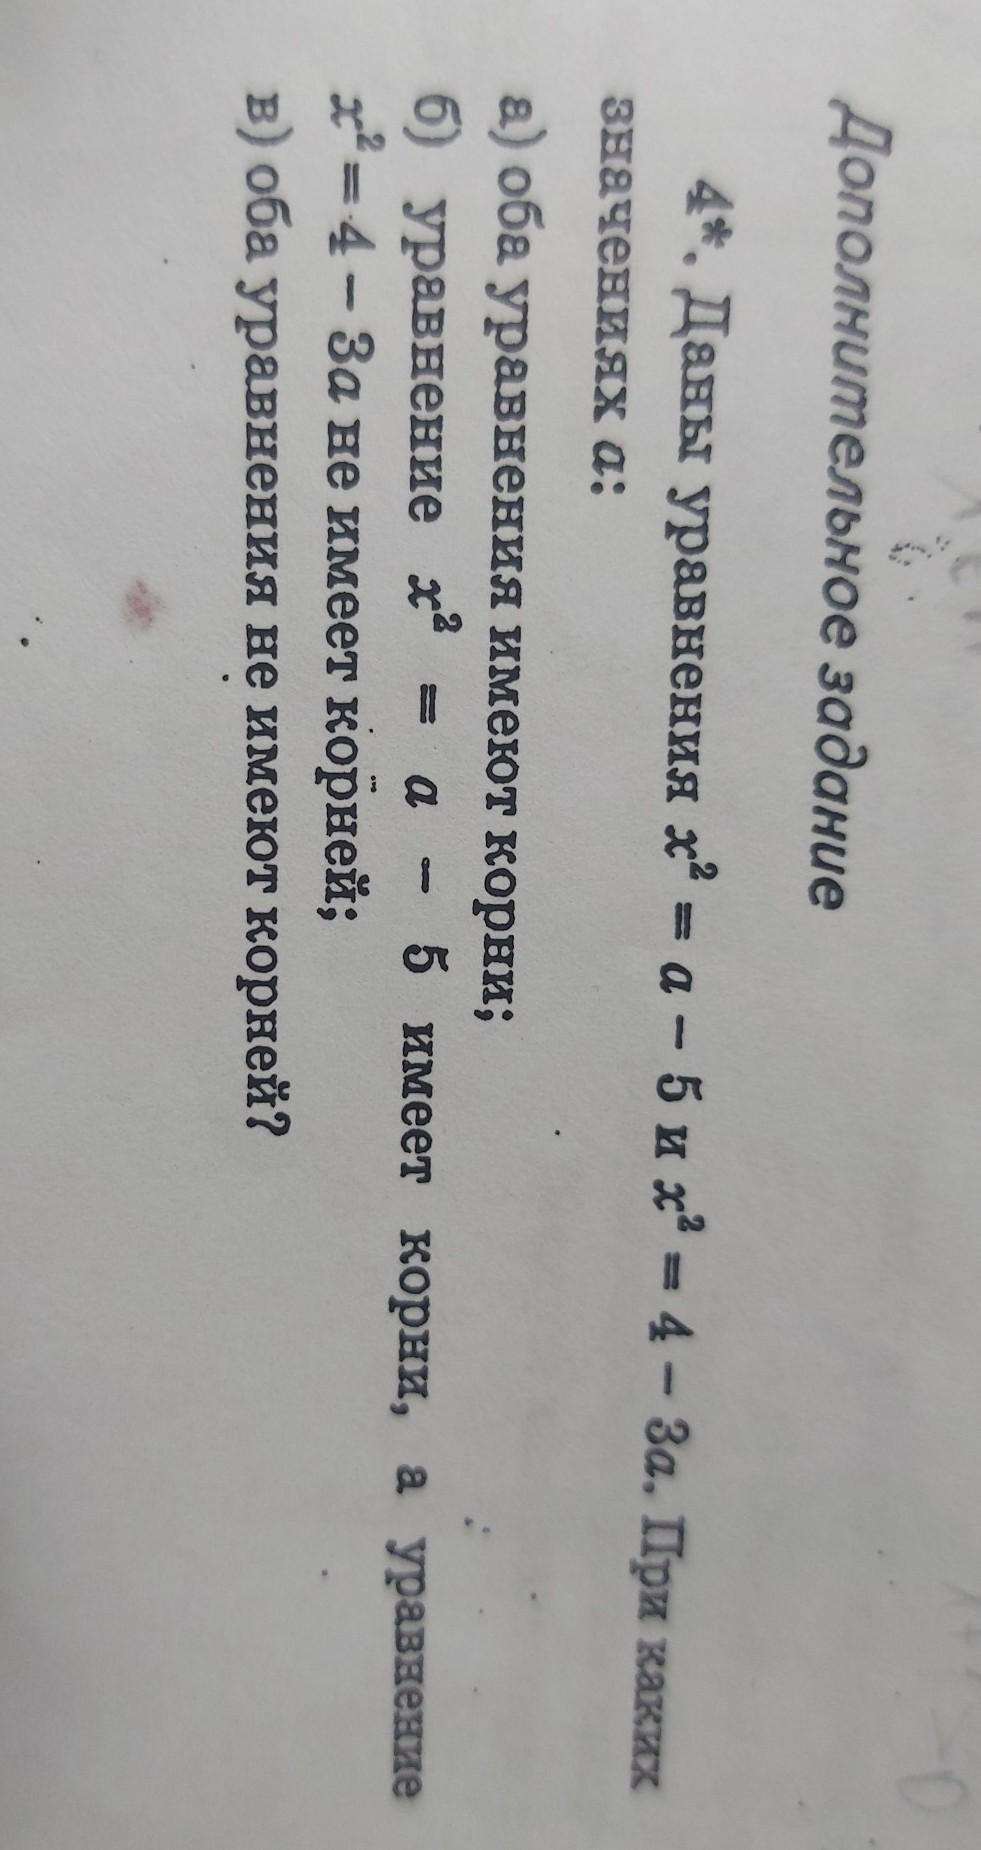 Дополнительное задание
4*. Даны уравнения x² = a – 5 и x² = 4 – 3a. При каких
значениях a:
а) оба уравнения имеют корни;
б) уравнение x² = a – 5 имеет корни, а уравнение
x² = 4 – 3a не имеет корней;
в) оба уравнения не имеют корней?